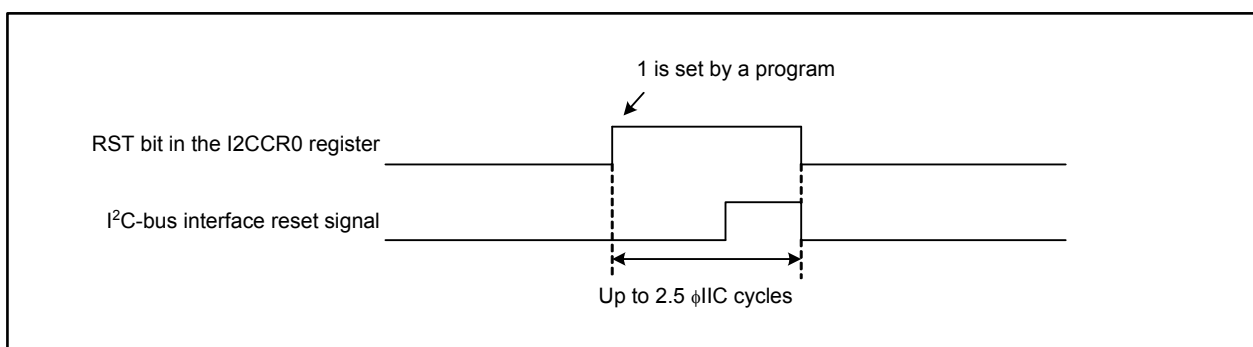 1 is set by a program
RST bit in the I2CCR0 register
I²C-bus interface reset signal
Up to 2.5 ϕIIC cycles